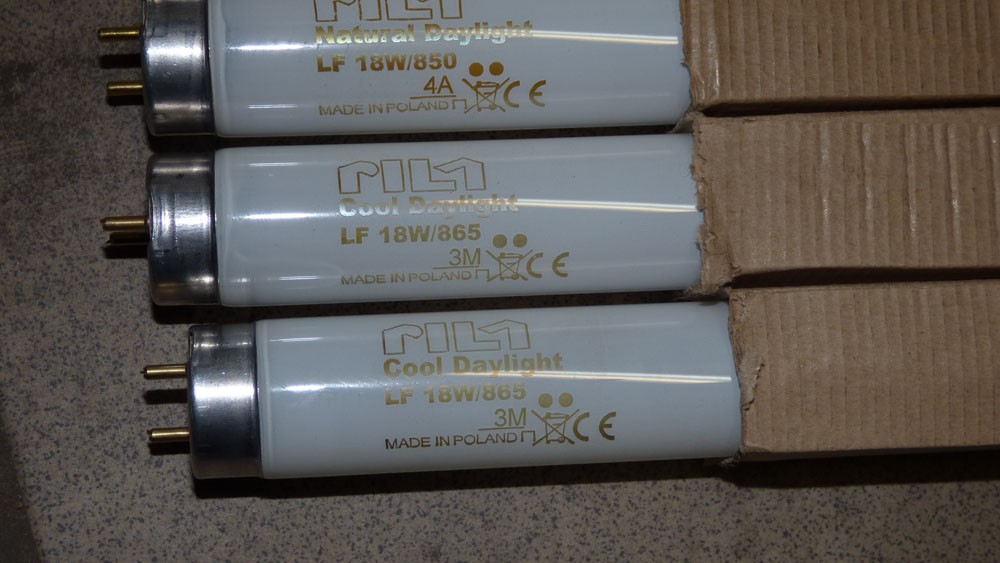 PILA
Natural Daylight
LF 18W/850
4A
MADE IN POLAND CE
PILA
Cool Daylight
LF 18W/865
3M
MADE IN POLAND CE
PILA
Cool Daylight
LF 18W/865
3M
MADE IN POLAND CE